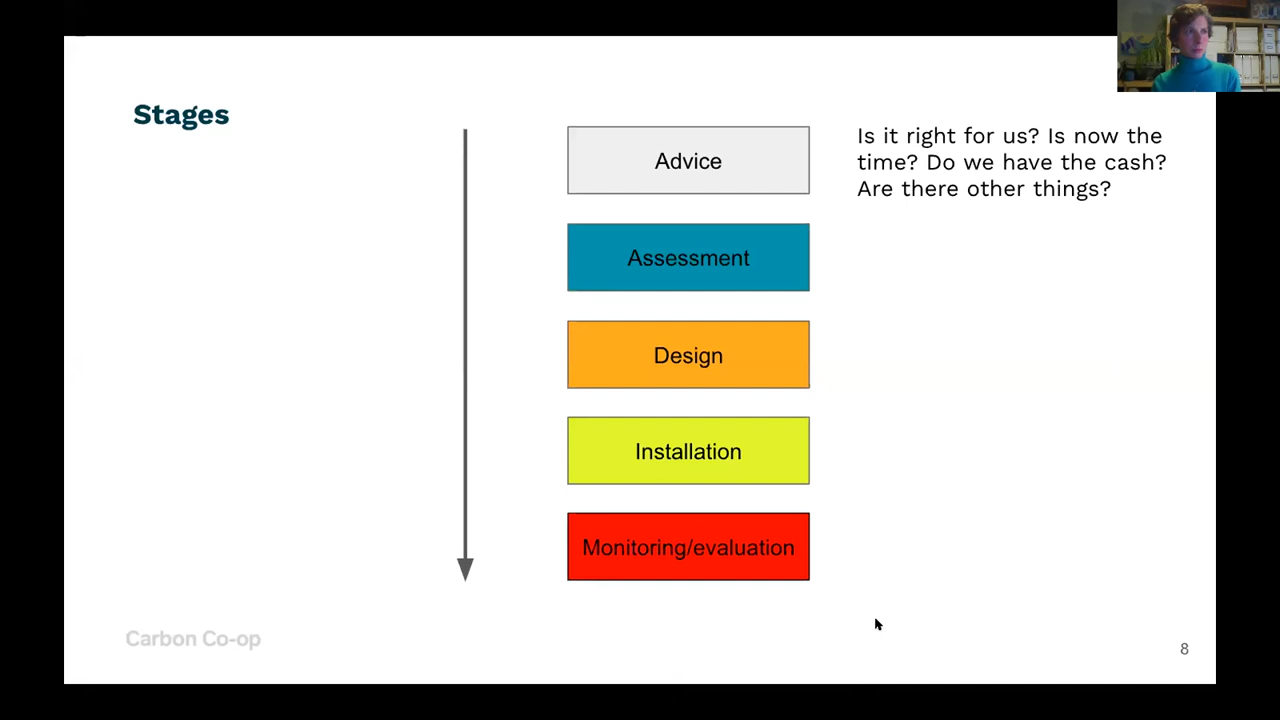 Stages
Advice
Is it right for us? Is now the
time? Do we have the cash?
Are there other things?
Assessment
Design
Installation
Monitoring/evaluation
Carbon Co-op
8